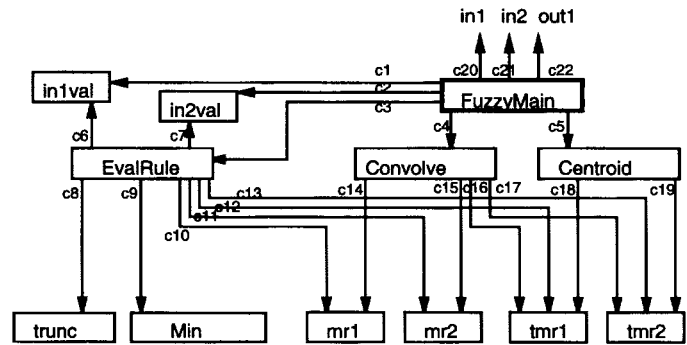 in1 in2 out1
c1 c20 c21 c22
in1val c2 FuzzyMain
in2val c3
c6 c7 c4 c5
EvalRule Convolve Centroid
c8 c9 c13 c14 c15 c16 c17 c18 c19
c12
c11
c10
trunc Min mr1 mr2 tmr1 tmr2